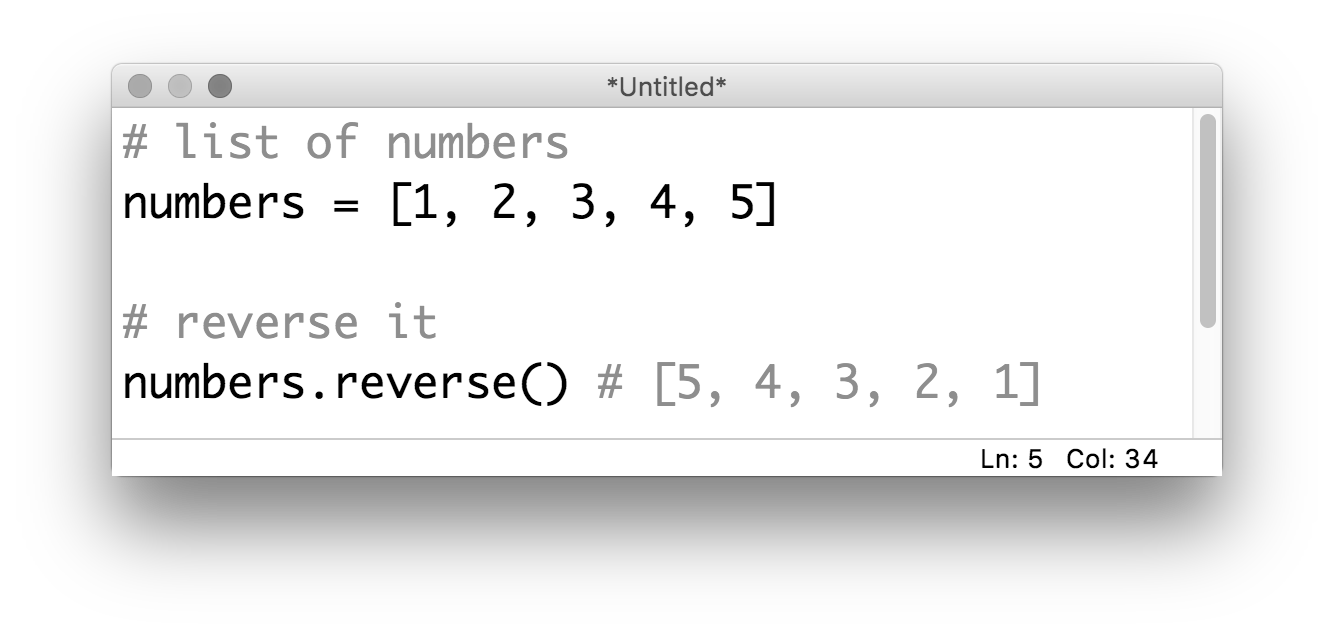 *Untitled*
# list of numbers
numbers = [1, 2, 3, 4, 5]
# reverse it
numbers.reverse() # [5, 4, 3, 2, 1]
Ln: 5 Col: 34